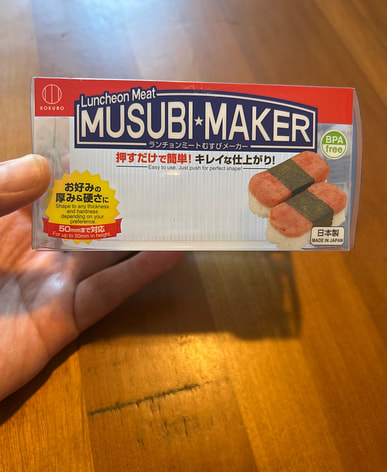 KOKUBO
Luncheon Meat
MUSUBI★MAKER
ランチョンミートむすびメーカー
押すだけで簡単! キレイな仕上がり!
Easy to use. Just push for perfect shape!
BPA
free
お好みの
厚み&硬さに
Shape to any thickness
and hardness
depending on your
preference.
50mmまで対応
For up to 50mm in height.
日本製
MADE IN JAPAN